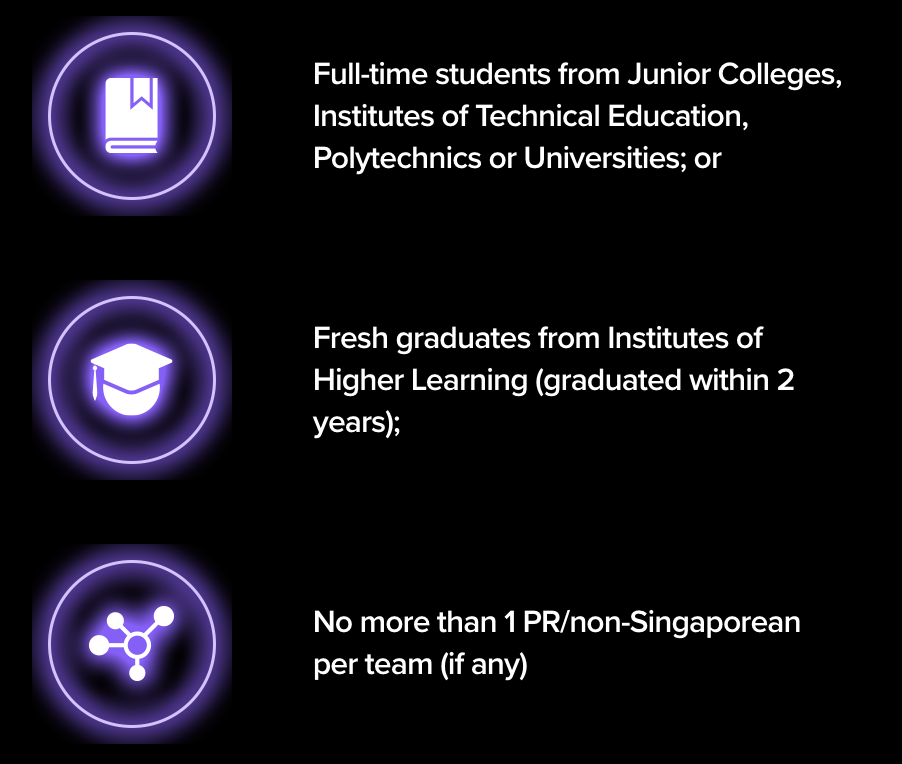 Full-time students from Junior Colleges,
Institutes of Technical Education,
Polytechnics or Universities; or
Fresh graduates from Institutes of
Higher Learning (graduated within 2
years);
No more than 1 PR/non-Singaporean
per team (if any)